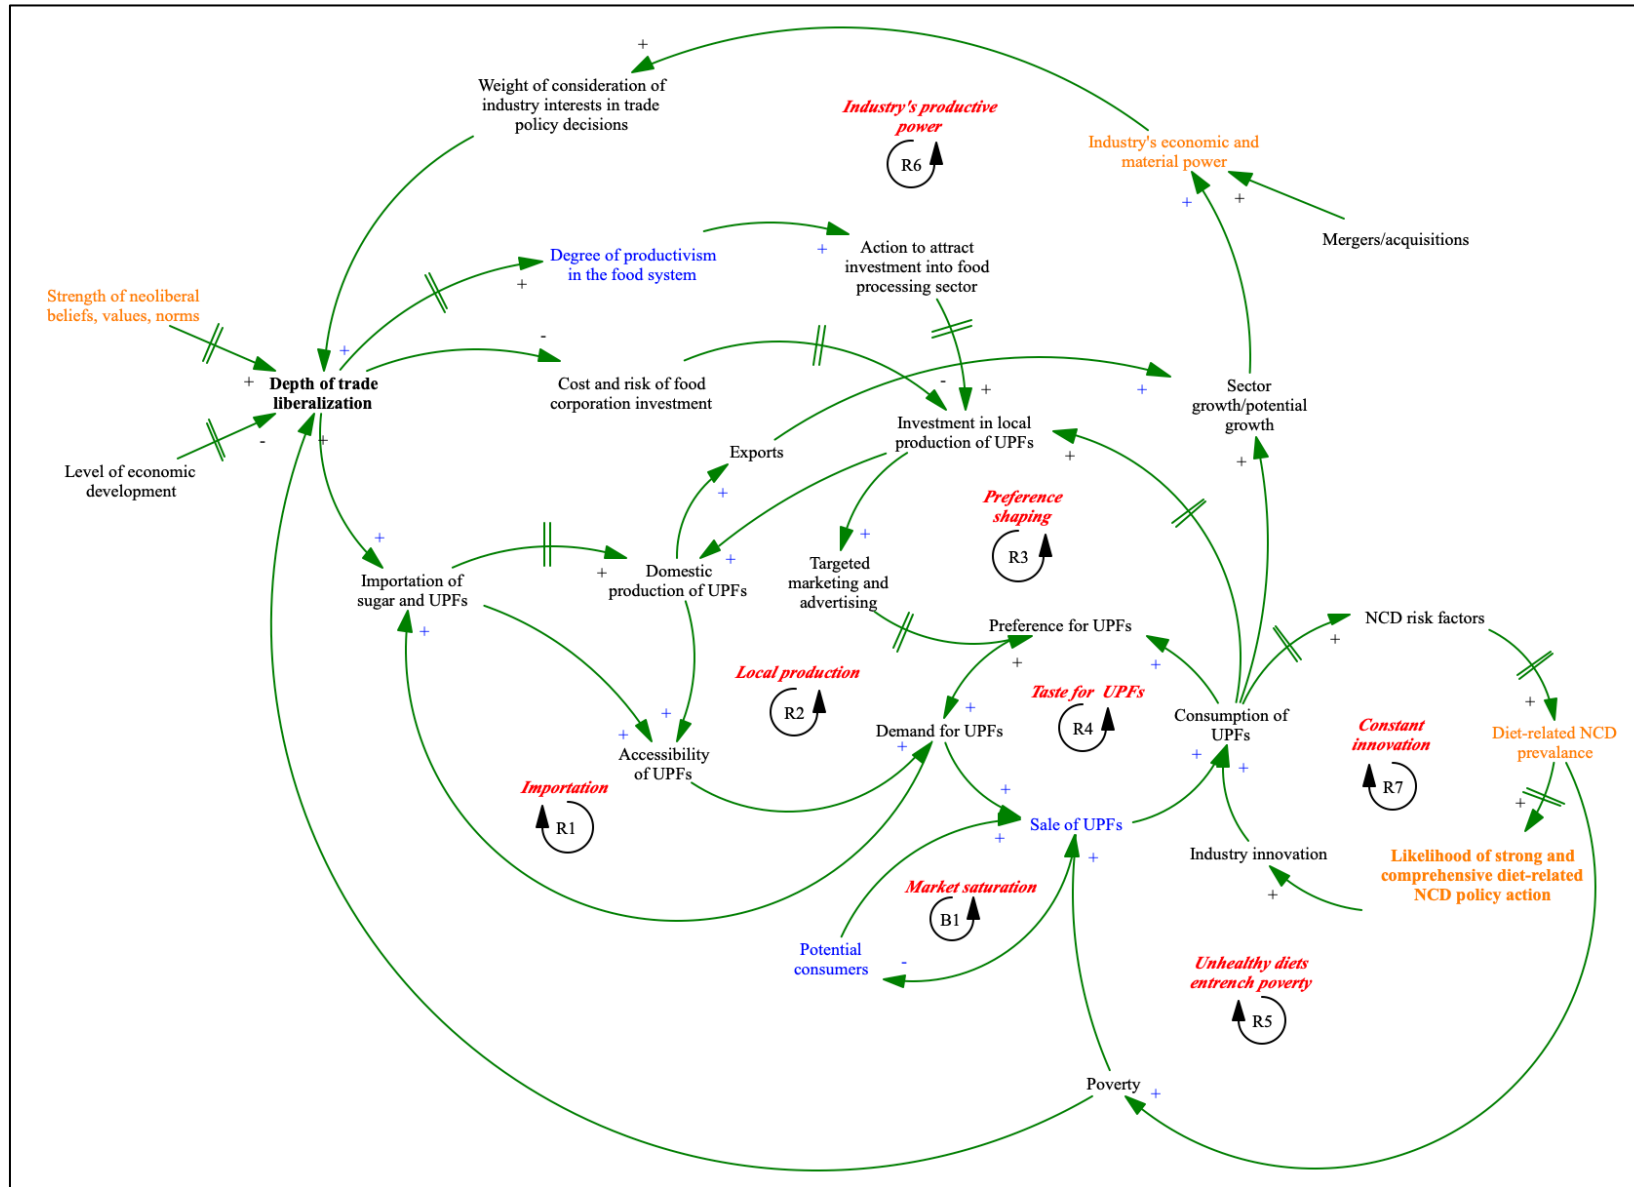 +
Weight of consideration of
industry interests in trade
policy decisions
Industry's productive
power
R6
Industry's economic and
material power
+
+
Mergers/acquisitions
Degree of productivism
in the food system
+
+
Action to attract
investment into food
processing sector
Strength of neoliberal
beliefs, values, norms
+
+
-
Depth of trade
liberalization
Cost and risk of food
corporation investment
-
+
+
Sector
growth/potential
growth
Level of economic
development
-
+
Exports
+
Investment in local
production of UPFs
+
+
Preference
shaping
R3
+
Importation of
sugar and UPFs
+
+
Domestic
production of UPFs
+
Targeted
marketing and
advertising
+
Preference for UPFs
+
+
NCD risk factors
+
Local production
R2
Taste for UPFs
R4
+
+
+
Accessibility
of UPFs
Demand for UPFs
+
+
Consumption of
UPFs
+
+
Constant
innovation
R7
+
Diet-related NCD
prevalance
+
Importation
R1
+
Sale of UPFs
+
+
Industry innovation
+
Likelihood of strong and
comprehensive diet-related
NCD policy action
Market saturation
B1
Potential
consumers
-
Unhealthy diets
entrench poverty
R5
Poverty
+